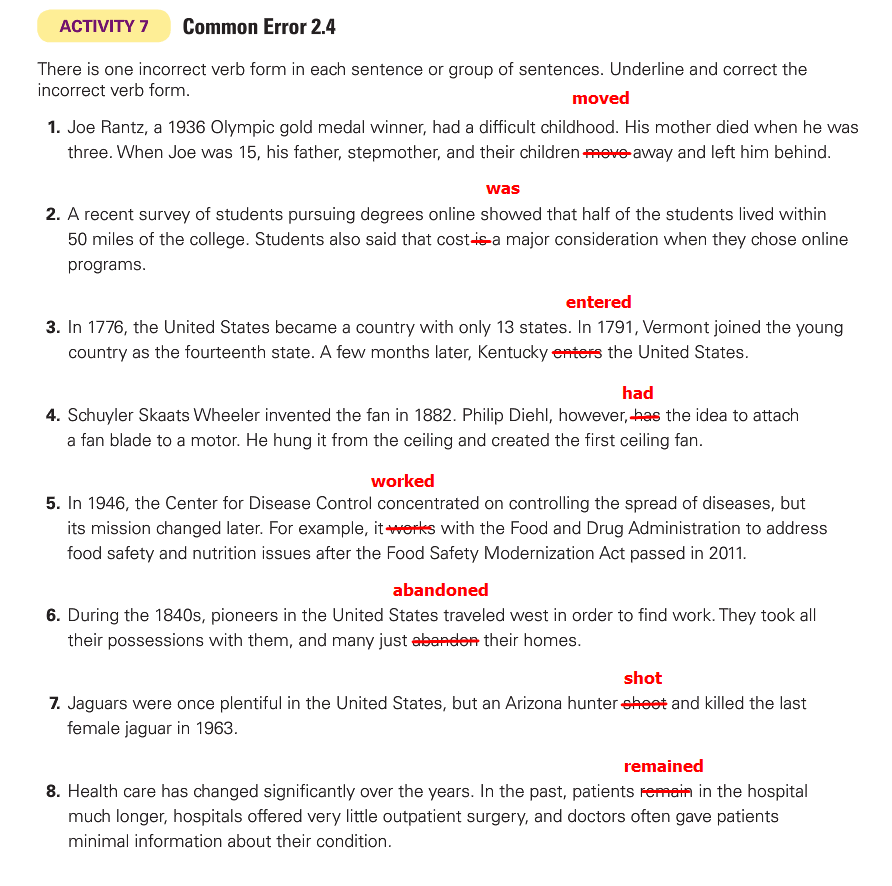 ACTIVITY 7 Common Error 2.4
There is one incorrect verb form in each sentence or group of sentences. Underline and correct the
incorrect verb form.
moved
1. Joe Rantz, a 1936 Olympic gold medal winner, had a difficult childhood. His mother died when he was
three. When Joe was 15, his father, stepmother, and their children move away and left him behind.
was
2. A recent survey of students pursuing degrees online showed that half of the students lived within
50 miles of the college. Students also said that cost is a major consideration when they chose online
programs.
entered
3. In 1776, the United States became a country with only 13 states. In 1791, Vermont joined the young
country as the fourteenth state. A few months later, Kentucky enters the United States.
had
4. Schuyler Skaats Wheeler invented the fan in 1882. Philip Diehl, however, has the idea to attach
a fan blade to a motor. He hung it from the ceiling and created the first ceiling fan.
worked
5. In 1946, the Center for Disease Control concentrated on controlling the spread of diseases, but
its mission changed later. For example, it works with the Food and Drug Administration to address
food safety and nutrition issues after the Food Safety Modernization Act passed in 2011.
abandoned
6. During the 1840s, pioneers in the United States traveled west in order to find work. They took all
their possessions with them, and many just abandon their homes.
shot
7. Jaguars were once plentiful in the United States, but an Arizona hunter shoot and killed the last
female jaguar in 1963.
remained
8. Health care has changed significantly over the years. In the past, patients remain in the hospital
much longer, hospitals offered very little outpatient surgery, and doctors often gave patients
minimal information about their condition.